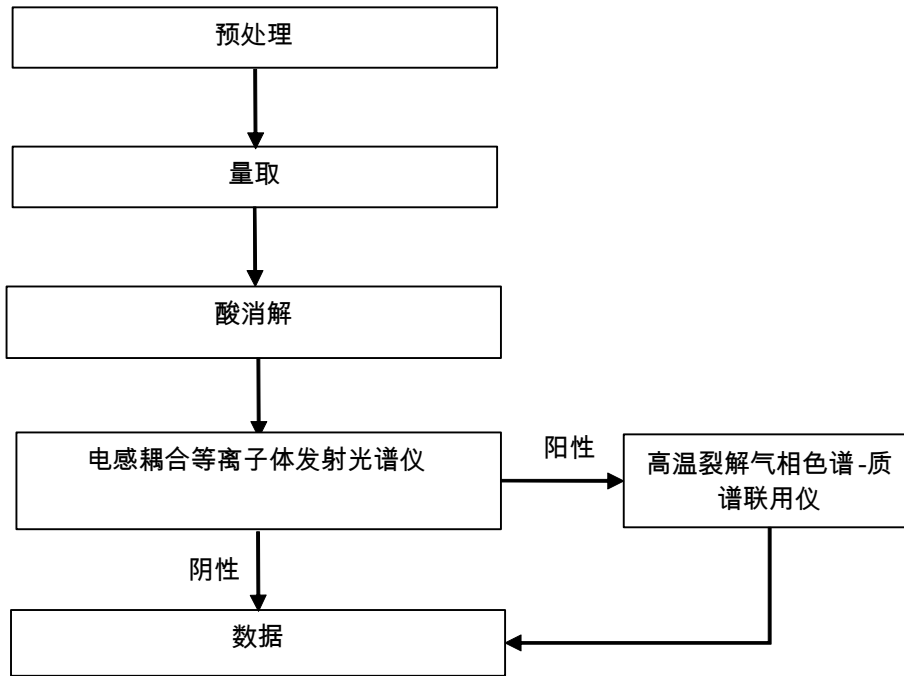 预处理
量取
酸消解
电感耦合等离子体发射光谱仪
阳性
高温裂解气相色谱-质
谱联用仪
阴性
数据